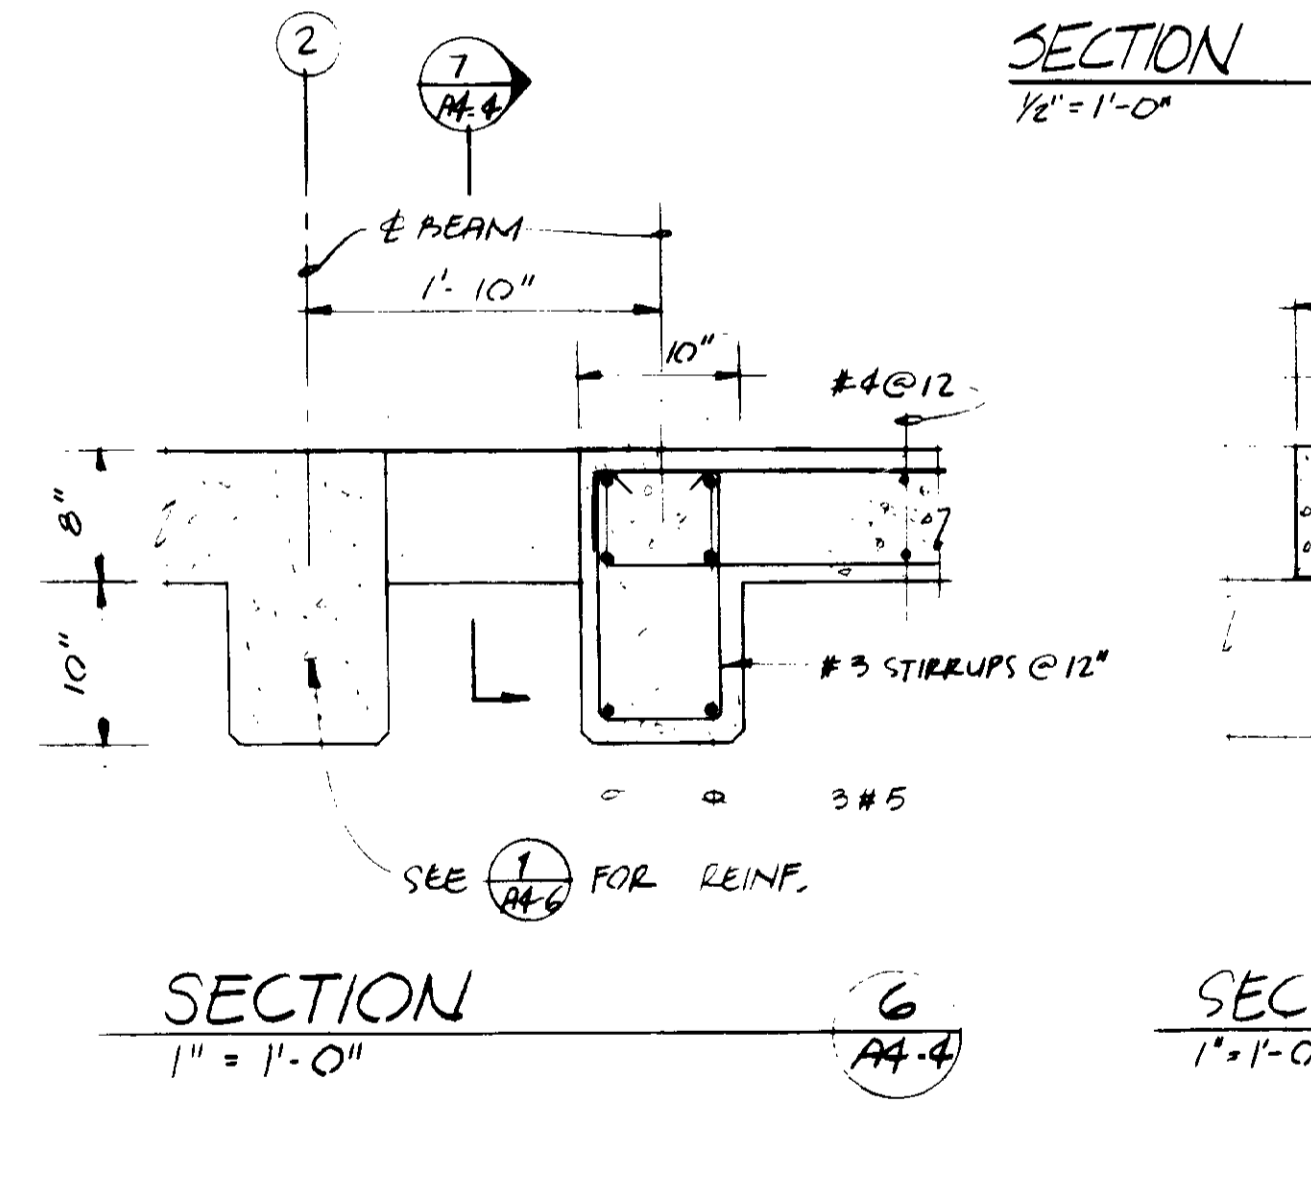 2
7
A4-4
SECTION
1/2" = 1'-0"
℄ BEAM
1'-10"
10"
#4@12
8"
10"
#3 STIRRUPS @ 12"
3#5
SEE 1 FOR REINF.
A4-6
SECTION
1" = 1'-0"
6
A4-4
SEC
1" = 1'-0